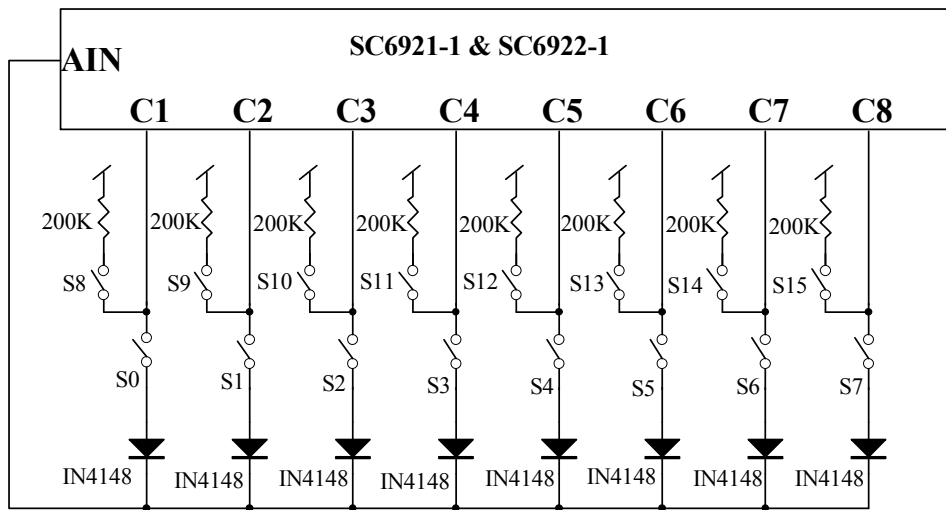 SC6921-1 & SC6922-1
AIN
C1 C2 C3 C4 C5 C6 C7 C8
200K 200K 200K 200K 200K 200K 200K 200K
S8 S9 S10 S11 S12 S13 S14 S15
S0 S1 S2 S3 S4 S5 S6 S7
IN4148 IN4148 IN4148 IN4148 IN4148 IN4148 IN4148 IN4148